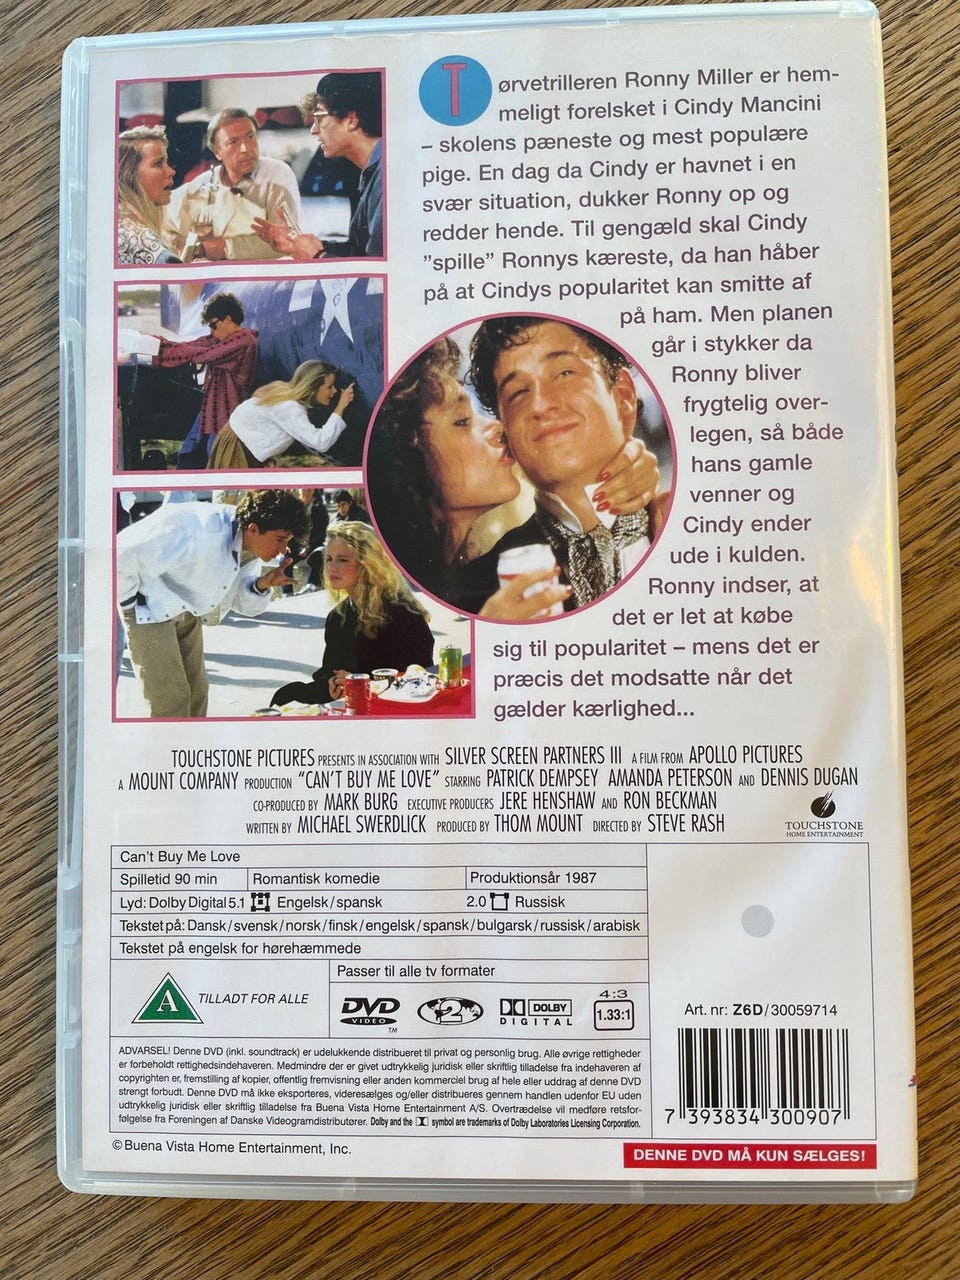 Tørvetrilleren Ronny Miller er hem-
meligt forelsket i Cindy Mancini
– skolens pæneste og mest populære
pige. En dag da Cindy er havnet i en
svær situation, dukker Ronny op og
redder hende. Til gengæld skal Cindy
”spille” Ronnys kæreste, da han håber
på at Cindys popularitet kan smitte af
på ham. Men planen
går i stykker da
Ronny bliver
frygtelig over-
legen, så både
hans gamle
venner og
Cindy ender
ude i kulden.
Ronny indser, at
det er let at købe
sig til popularitet – mens det er
præcis det modsatte når det
gælder kærlighed...
TOUCHSTONE PICTURES PRESENTS IN ASSOCIATION WITH SILVER SCREEN PARTNERS III A FILM FROM APOLLO PICTURES
A MOUNT COMPANY PRODUCTION "CAN'T BUY ME LOVE" STARRING PATRICK DEMPSEY AMANDA PETERSON AND DENNIS DUGAN
CO-PRODUCED BY MARK BURG EXECUTIVE PRODUCERS JERE HENSHAW AND RON BECKMAN
WRITTEN BY MICHAEL SWERDLICK PRODUCED BY THOM MOUNT DIRECTED BY STEVE RASH
TOUCHSTONE
HOME ENTERTAINMENT
Can't Buy Me Love
Spilletid 90 min Romantisk komedie Produktionsår 1987
Lyd: Dolby Digital 5.1 Engelsk/spansk 2.0 Russisk
Tekstet på: Dansk/svensk/norsk/finsk/engelsk/spansk/bulgarsk/russisk/arabisk
Tekstet på engelsk for hørehæmmede
Passer til alle tv formater
A TILLADT FOR ALLE
DVD VIDEO TM
2
DOLBY DIGITAL
4:3
1.33:1
Art. nr: Z6D/30059714
ADVARSEL! Denne DVD (inkl. soundtrack) er udelukkende distribueret til privat og personlig brug. Alle øvrige rettigheder
er forbeholdt rettighedsindehaveren. Medmindre der er givet udtrykkelig juridisk eller skriftlig tilladelse fra indehaveren af
copyrighten er, fremstilling af kopier, offentlig fremvisning eller anden kommerciel brug af hele eller uddrag af denne DVD
strengt forbudt. Denne DVD må ikke eksporteres, videresælges og/eller distribueres gennem handlen udenfor EU uden
udtrykkelig juridisk eller skriftlig tilladelse fra Buena Vista Home Entertainment A/S. Overtrædelse vil medføre retsfor-
følgelse fra Foreningen af Danske Videogramdistributører. Dolby and the symbol are trademarks of Dolby Laboratories Licensing Corporation.
7 393834 300907
© Buena Vista Home Entertainment, Inc.
DENNE DVD MÅ KUN SÆLGES!